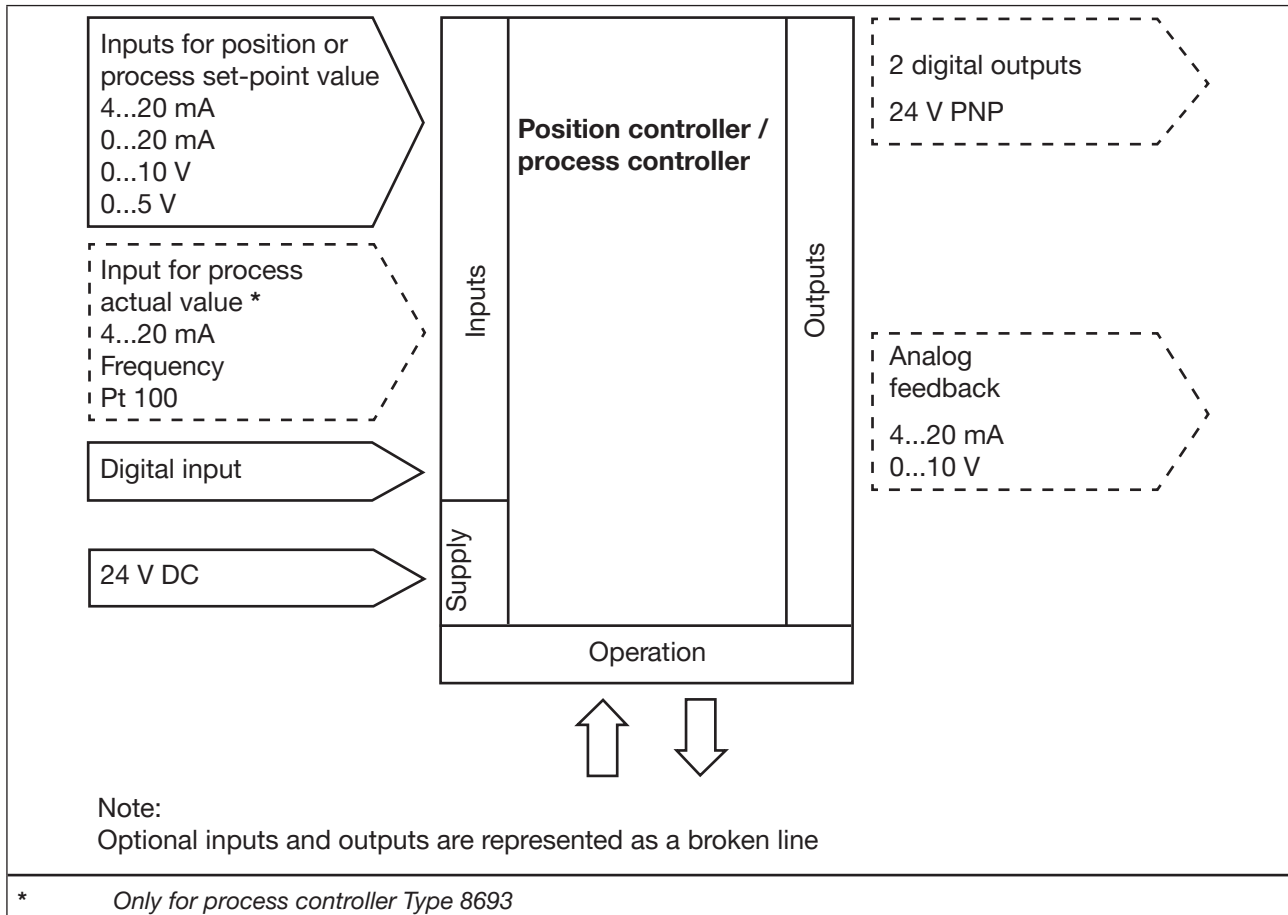 Inputs for position or
process set-point value
4...20 mA
0...20 mA
0...10 V
0...5 V
Input for process
actual value *
4...20 mA
Frequency
Pt 100
Digital input
24 V DC
Inputs
Supply
Position controller /
process controller
Outputs
Operation
2 digital outputs
24 V PNP
Analog
feedback
4...20 mA
0...10 V
Note:
Optional inputs and outputs are represented as a broken line
* Only for process controller Type 8693